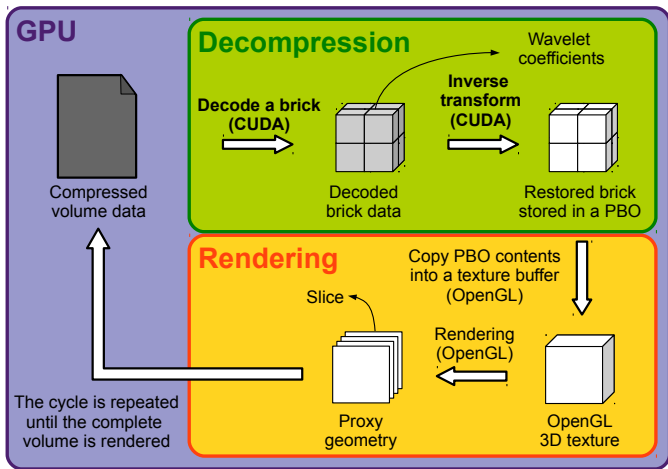 GPU
Decompression
Wavelet
coefficients
Decode a brick
(CUDA)
Inverse
transform
(CUDA)
Compressed
volume data
Decoded
brick data
Restored brick
stored in a PBO
Rendering
Copy PBO contents
into a texture buffer
(OpenGL)
Slice
Rendering
(OpenGL)
The cycle is repeated
until the complete
volume is rendered
Proxy
geometry
OpenGL
3D texture